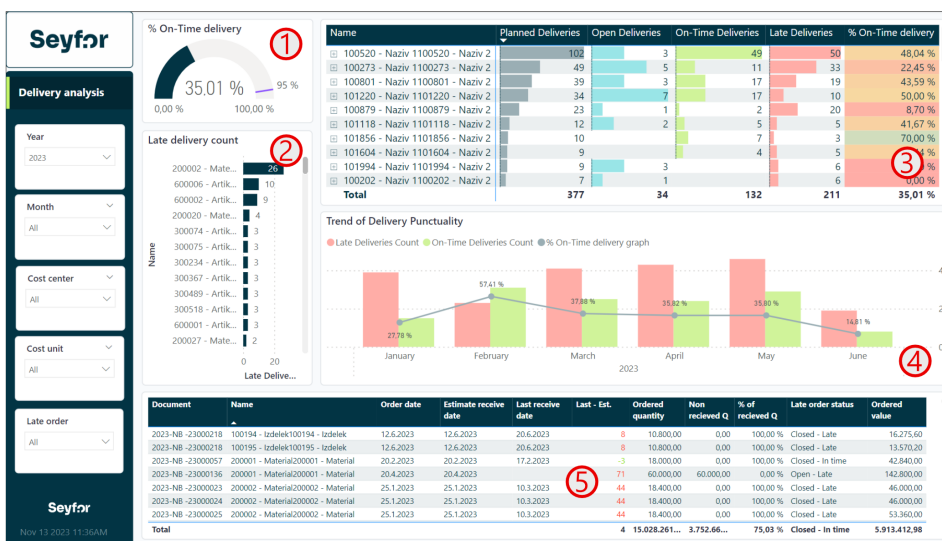 Seyfor
Delivery analysis
Year
2023
Month
All
Cost center
All
Cost unit
All
Late order
All
Seyfor
Nov 13 2023 11:36AM
% On-Time delivery
1
35,01 %
95 %
0,00 %
100,00 %
Late delivery count
2
Name
200002 - Mate... 26
600006 - Artik... 10
600002 - Artik... 9
200020 - Mate... 4
300074 - Artik... 3
300075 - Artik... 3
300234 - Artik... 3
300367 - Artik... 3
300489 - Artik... 3
300518 - Artik... 3
600001 - Artik... 3
200027 - Mate... 2
0 20
Late Delive...
Name Planned Deliveries Open Deliveries On-Time Deliveries Late Deliveries % On-Time delivery
100520 - Naziv 1100520 - Naziv 2 102 3 49 50 48,04 %
100273 - Naziv 1100273 - Naziv 2 49 5 11 33 22,45 %
100801 - Naziv 1100801 - Naziv 2 39 3 17 19 43,59 %
101220 - Naziv 1101220 - Naziv 2 34 7 17 10 50,00 %
100879 - Naziv 1100879 - Naziv 2 23 1 2 20 8,70 %
101118 - Naziv 1101118 - Naziv 2 12 2 5 5 41,67 %
101856 - Naziv 1101856 - Naziv 2 10 7 3 70,00 %
101604 - Naziv 1101604 - Naziv 2 9 4 5 %
101994 - Naziv 1101994 - Naziv 2 9 3 6 %
100202 - Naziv 1100202 - Naziv 2 7 1 6 0,00 %
Total 377 34 132 211 35,01 %
3
Trend of Delivery Punctuality
Late Deliveries Count On-Time Deliveries Count % On-Time delivery graph
27,78 %
57,41 %
37,88 %
35,82 %
35,80 %
14,81 %
4
2
0
January February March April May June
2023
4
Document Name Order date Estimate receive date Last receive date Last - Est. Ordered quantity Non recieved Q % of recieved Q Late order status Ordered value
2023-NB -23000218 100194 - Izdelek100194 - Izdelek 12.6.2023 12.6.2023 20.6.2023 8 10.800,00 0,00 100,00 % Closed - Late 16.275,60
2023-NB -23000218 100195 - Izdelek100195 - Izdelek 12.6.2023 12.6.2023 20.6.2023 8 10.800,00 0,00 100,00 % Closed - Late 13.570,20
2023-NB -23000057 200001 - Material200001 - Material 20.2.2023 20.2.2023 17.2.2023 -3 18.000,00 0,00 100,00 % Closed - In time 42.840,00
2023-NB -23000136 200001 - Material200001 - Material 20.4.2023 20.4.2023 71 60.000,00 60.000,00 0,00 % Open - Late 142.800,00
2023-NB -23000023 200002 - Material200002 - Material 25.1.2023 25.1.2023 10.3.2023 44 18.400,00 0,00 100,00 % Closed - Late 46.000,00
2023-NB -23000024 200002 - Material200002 - Material 25.1.2023 25.1.2023 10.3.2023 44 18.400,00 0,00 100,00 % Closed - Late 46.000,00
2023-NB -23000025 200002 - Material200002 - Material 25.1.2023 25.1.2023 10.3.2023 44 18.400,00 0,00 100,00 % Closed - Late 53.360,00
Total 4 15.028.261... 3.752.66... 75,03 % Closed - In time 5.913.412,98
5